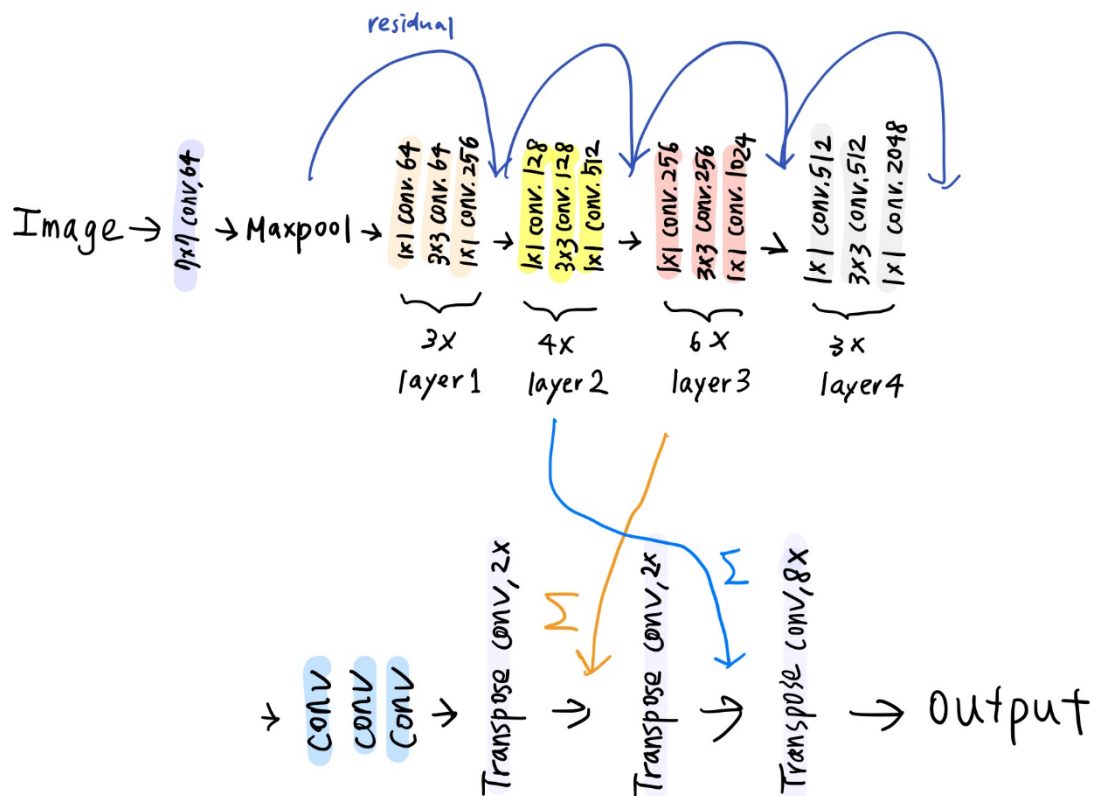 residual
Image → 7x7 conv,64 → Maxpool →
1x1 conv.64
3x3 conv.64
1x1 conv.256
→
1x1 conv.128
3x3 conv.128
1x1 conv.512
→
1x1 conv.256
3x3 conv.256
1x1 conv.1024
→
1x1 conv.512
3x3 conv.512
1x1 conv.2048
3x
4x
6x
3x
layer1
layer2
layer3
layer4
→
conv
conv
conv
→
Transpose conv,2x
Σ
→
Transpose conv,2x
Σ
→
Transpose conv,8x
→ output